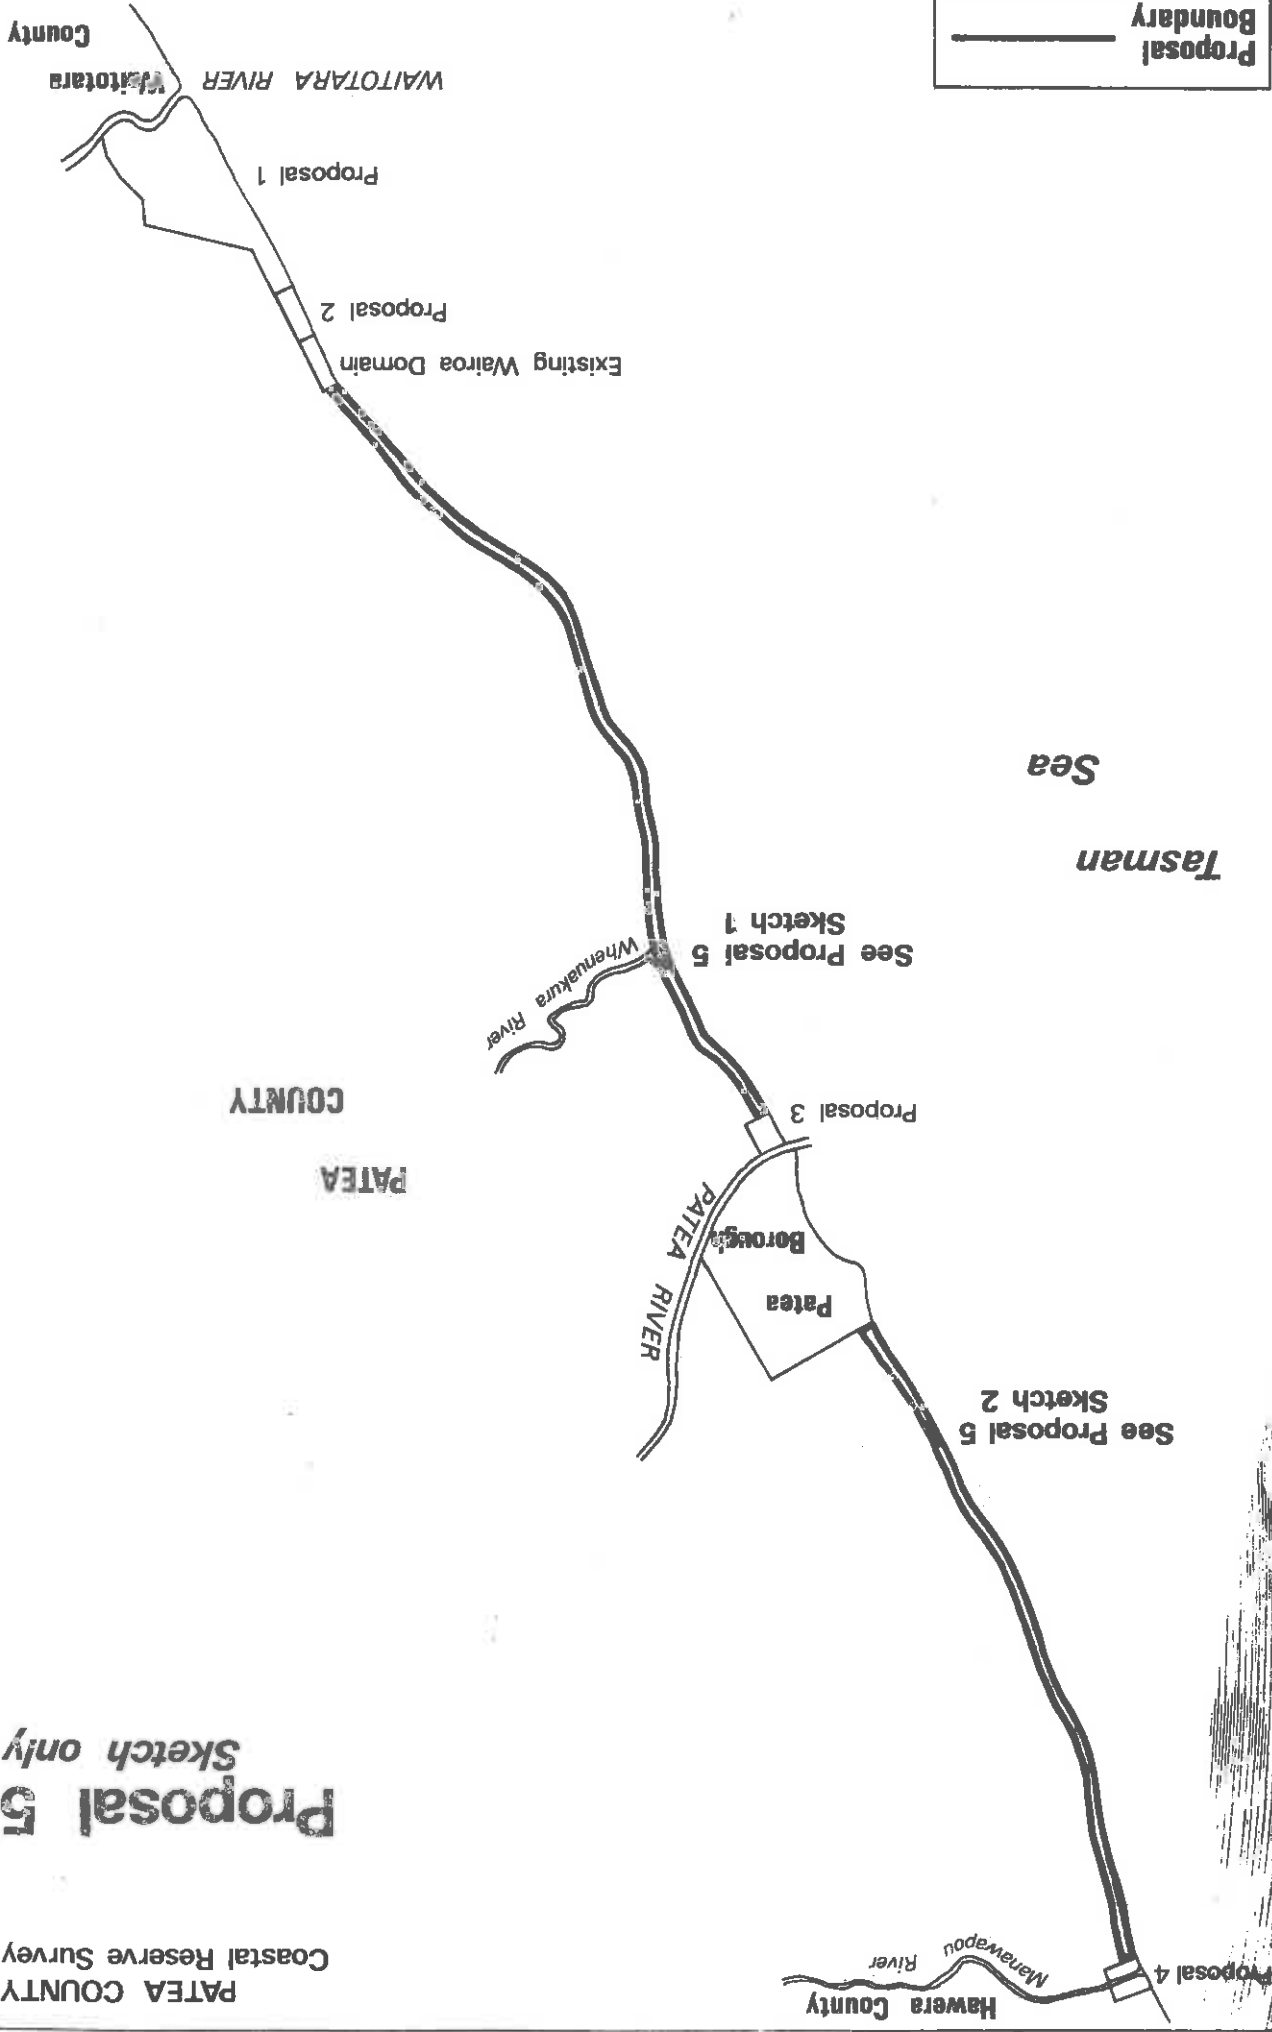 PATEA COUNTY
Coastal Reserve Survey
Proposal 5
Sketch only
Proposal 4
Hawera County
Manawapou River
See Proposal 5
Sketch 2
Patea
Borough
PATEA RIVER
PATEA
COUNTY
Proposal 3
Whenuakura River
See Proposal 5
Sketch 1
Tasman
Sea
Existing Wairoa Domain
Proposal 2
Proposal 1
WAITOTARA RIVER
Waitotara
County
Proposal
Boundary